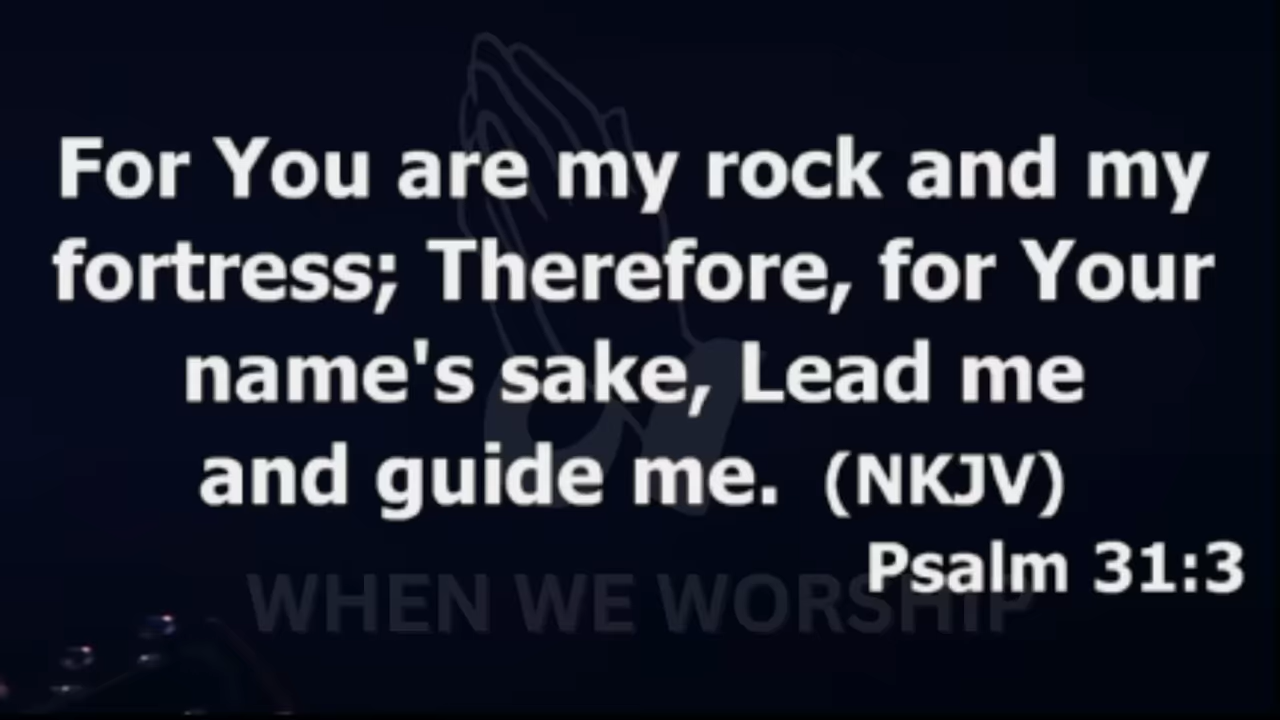 For You are my rock and my
fortress; Therefore, for Your
name's sake, Lead me
and guide me. (NKJV)
Psalm 31:3
WHEN WE WORSHIP